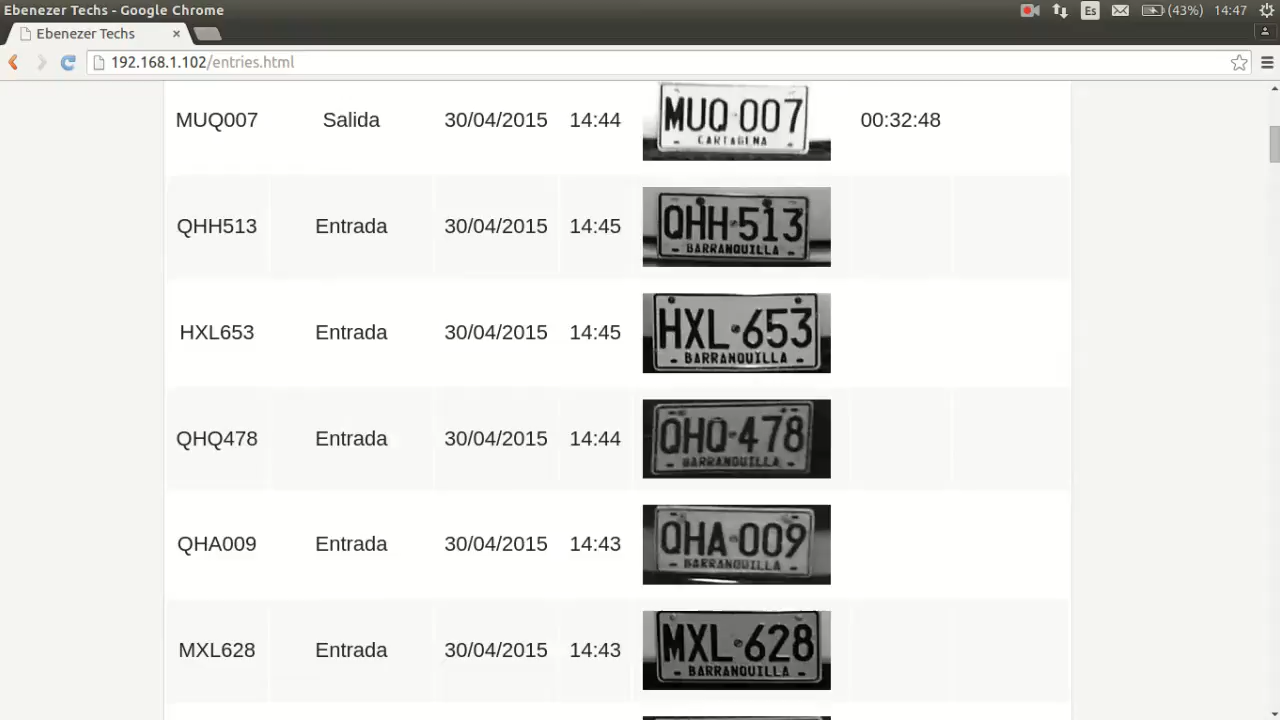 Ebenezer Techs - Google Chrome
Es
(43%)
14:47
Ebenezer Techs
192.168.1.102/entries.html
MUQ007 Salida 30/04/2015 14:44 MUQ·007 00:32:48
CARTAGENA
QHH513 Entrada 30/04/2015 14:45 QHH·513
BARRANQUILLA
HXL653 Entrada 30/04/2015 14:45 HXL·653
BARRANQUILLA
QHQ478 Entrada 30/04/2015 14:44 QHQ·478
BARRANQUILLA
QHA009 Entrada 30/04/2015 14:43 QHA·009
BARRANQUILLA
MXL628 Entrada 30/04/2015 14:43 MXL·628
BARRANQUILLA